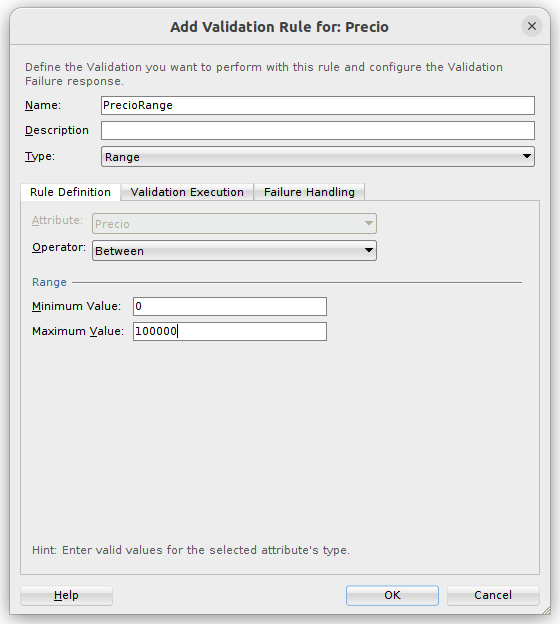 Add Validation Rule for: Precio
Define the Validation you want to perform with this rule and configure the Validation
Failure response.
Name: PrecioRange
Description
Type: Range
Rule Definition Validation Execution Failure Handling
Attribute: Precio
Operator: Between
Range
Minimum Value: 0
Maximum Value: 100000
Hint: Enter valid values for the selected attribute's type.
Help OK Cancel